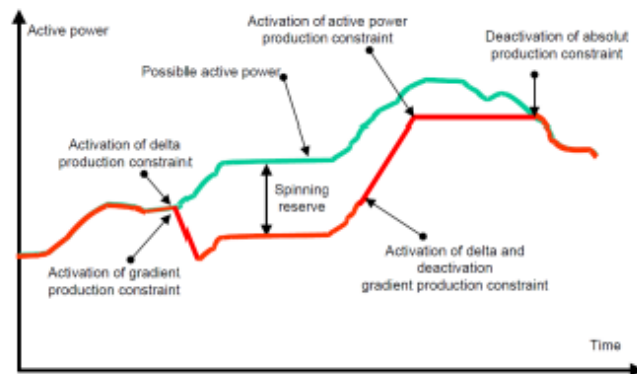 Active power
Activation of active power
production constraint
Deactivation of absolut
production constraint
Possible active power
Activation of delta
production constraint
Spinning
reserve
Activation of gradient
production constraint
Activation of delta and
deactivation
gradient production constraint
Time